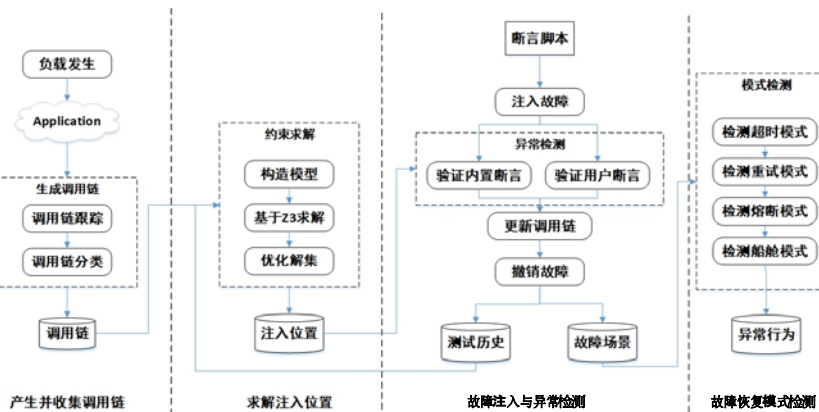 负载发生
Application
生成调用链
调用链跟踪
调用链分类
调用链
产生并收集调用链
约束求解
构造模型
基于Z3求解
优化解集
注入位置
求解注入位置
断言脚本
注入故障
异常检测
验证内置断言
验证用户断言
更新调用链
撤销故障
测试历史
故障场景
故障注入与异常检测
模式检测
检测超时模式
检测重试模式
检测熔断模式
检测船舱模式
异常行为
故障恢复模式检测